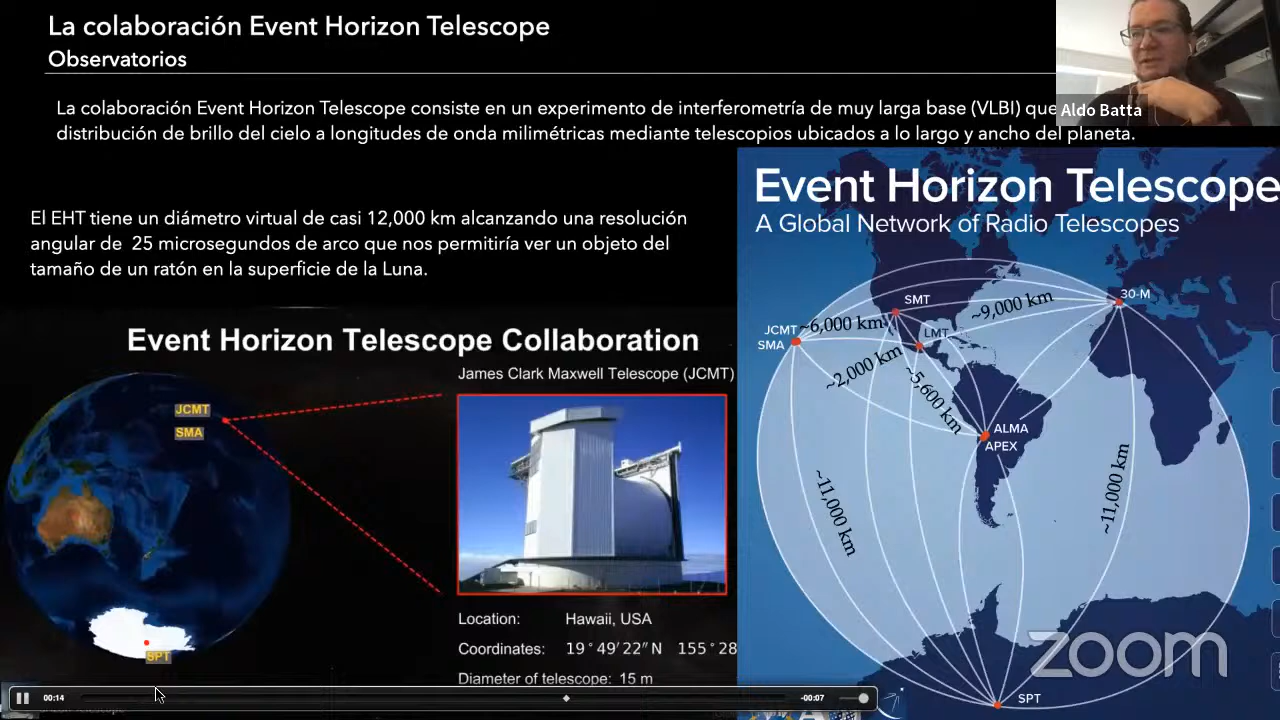 La colaboración Event Horizon Telescope
Observatorios
La colaboración Event Horizon Telescope consiste en un experimento de interferometría de muy larga base (VLBI) que
distribución de brillo del cielo a longitudes de onda milimétricas mediante telescopios ubicados a lo largo y ancho del planeta.
Aldo Batta
El EHT tiene un diámetro virtual de casi 12,000 km alcanzando una resolución
angular de 25 microsegundos de arco que nos permitiría ver un objeto del
tamaño de un ratón en la superficie de la Luna.
Event Horizon Telescope Collaboration
James Clark Maxwell Telescope (JCMT)
JCMT
SMA
SPT
Location: Hawaii, USA
Coordinates: 19°49'22"N 155°28
Diameter of telescope: 15 m
00:14
-00:07
Event Horizon Telescope
A Global Network of Radio Telescopes
30-M
SMT
~9,000 km
JCMT
~6,000 km
SMA
LMT
~2,000 km
~5,600 km
ALMA
APEX
~11,000 km
~11,000 km
zoom
SPT